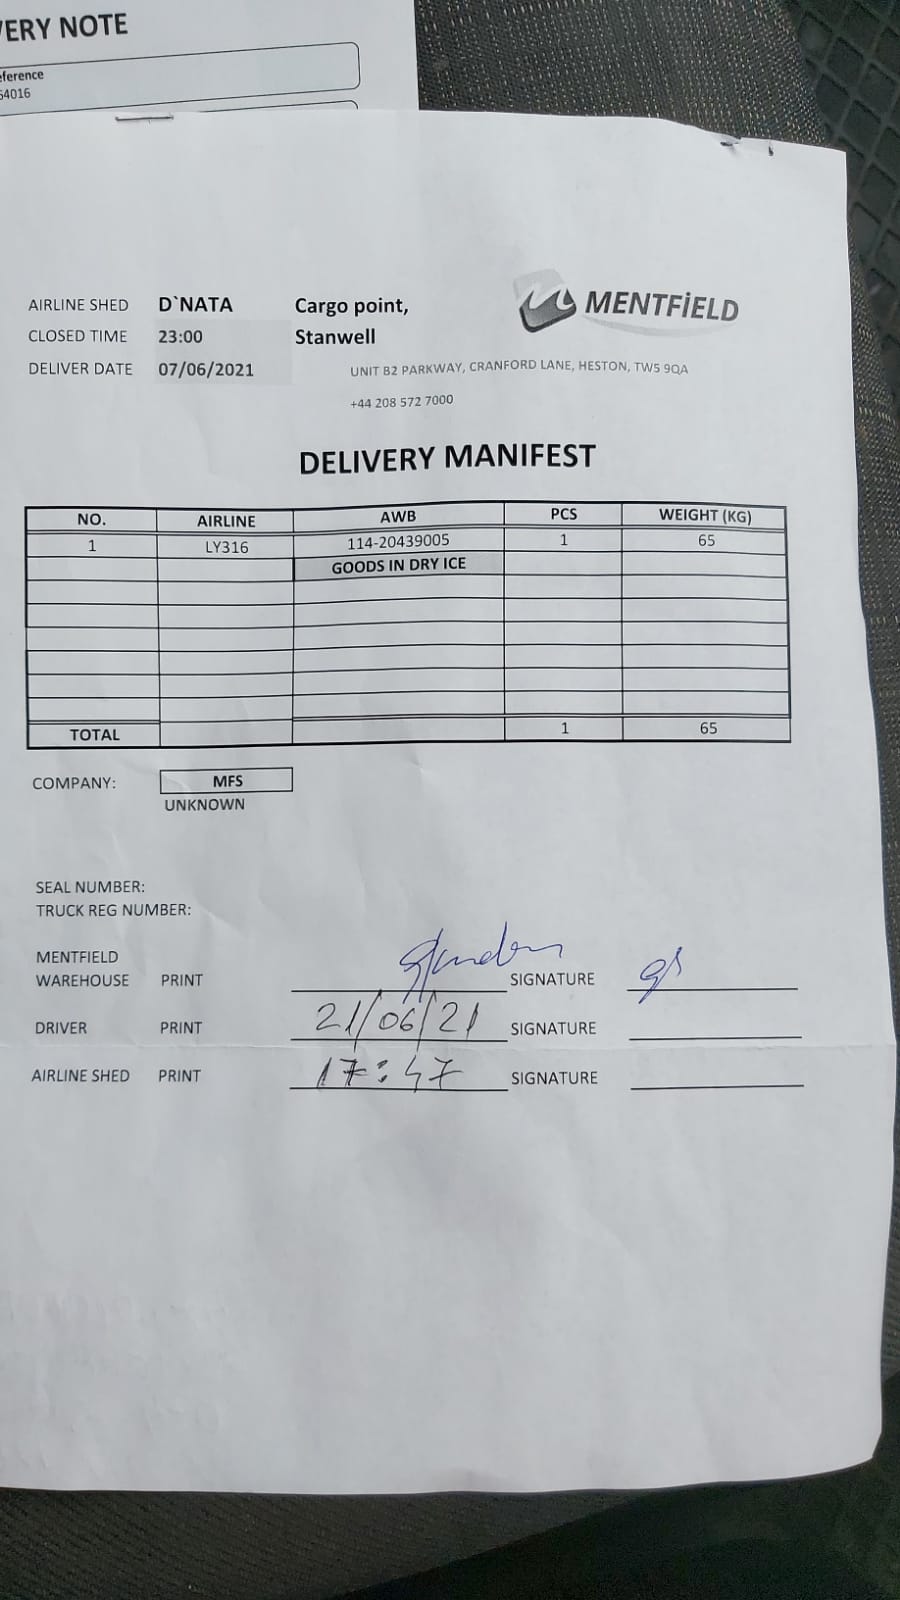 ERY NOTE
eference
64016
AIRLINE SHED D`NATA Cargo point,
CLOSED TIME 23:00 Stanwell
DELIVER DATE 07/06/2021
MENTFiELD
UNIT B2 PARKWAY, CRANFORD LANE, HESTON, TW5 9QA
+44 208 572 7000
DELIVERY MANIFEST
NO. AIRLINE AWB PCS WEIGHT (KG)
1 LY316 114-20439005 1 65
GOODS IN DRY ICE
TOTAL 1 65
COMPANY: MFS
UNKNOWN
SEAL NUMBER:
TRUCK REG NUMBER:
MENTFIELD
WAREHOUSE PRINT SIGNATURE
DRIVER PRINT 21/06/21 SIGNATURE
AIRLINE SHED PRINT 17:47 SIGNATURE